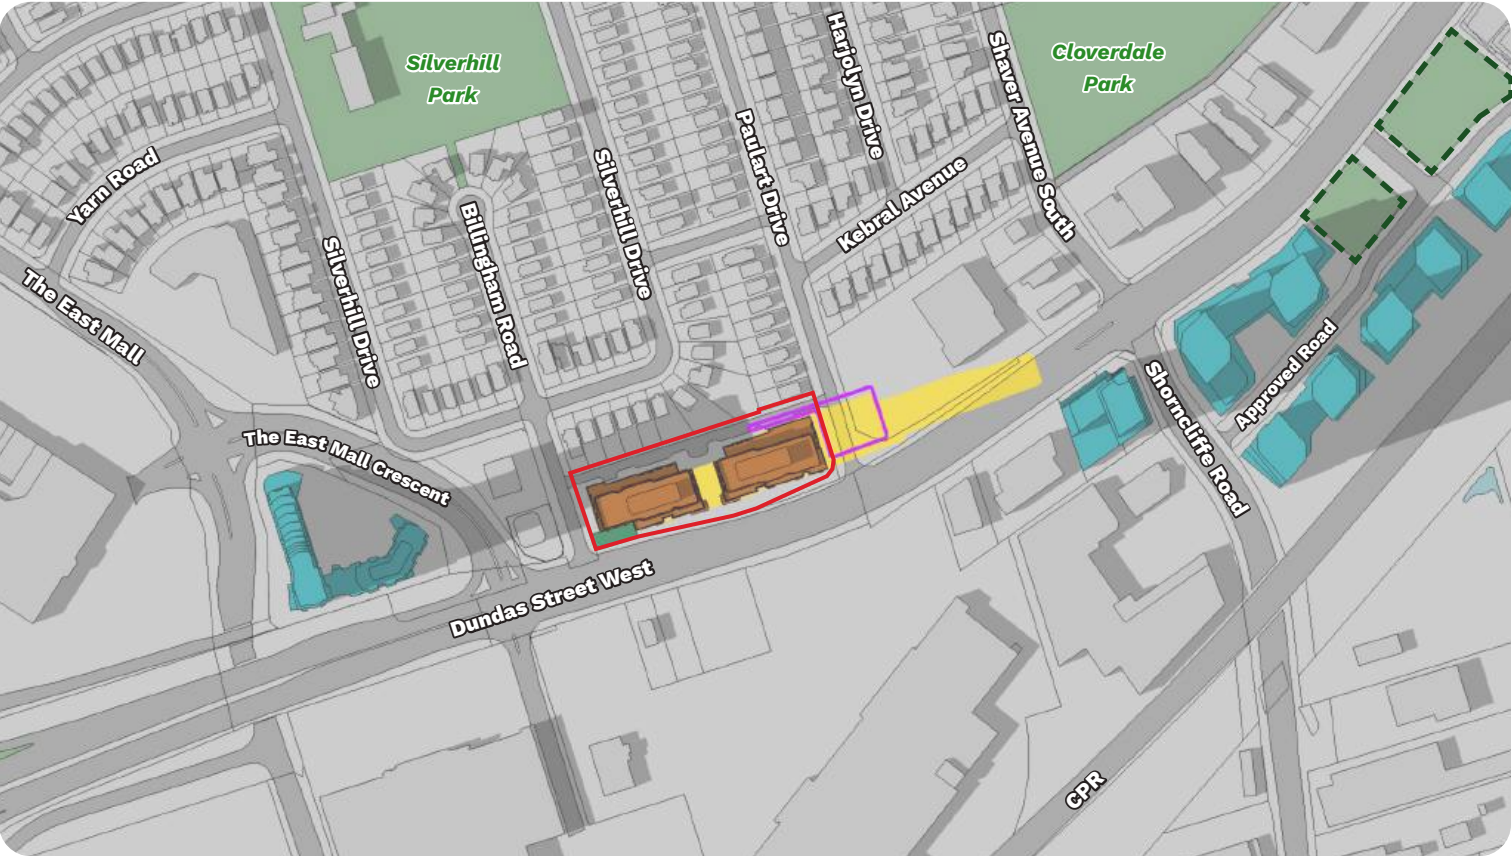 Silverhill
Park
Cloverdale
Park
Harjolyn Drive
Shaver Avenue South
Paulart Drive
Yarn Road
Silverhill Drive
Kebral Avenue
Billingham Road
Silverhill Drive
The East Mall
The East Mall Crescent
Approved Road
Shorncliffe Road
Dundas Street West
CPR